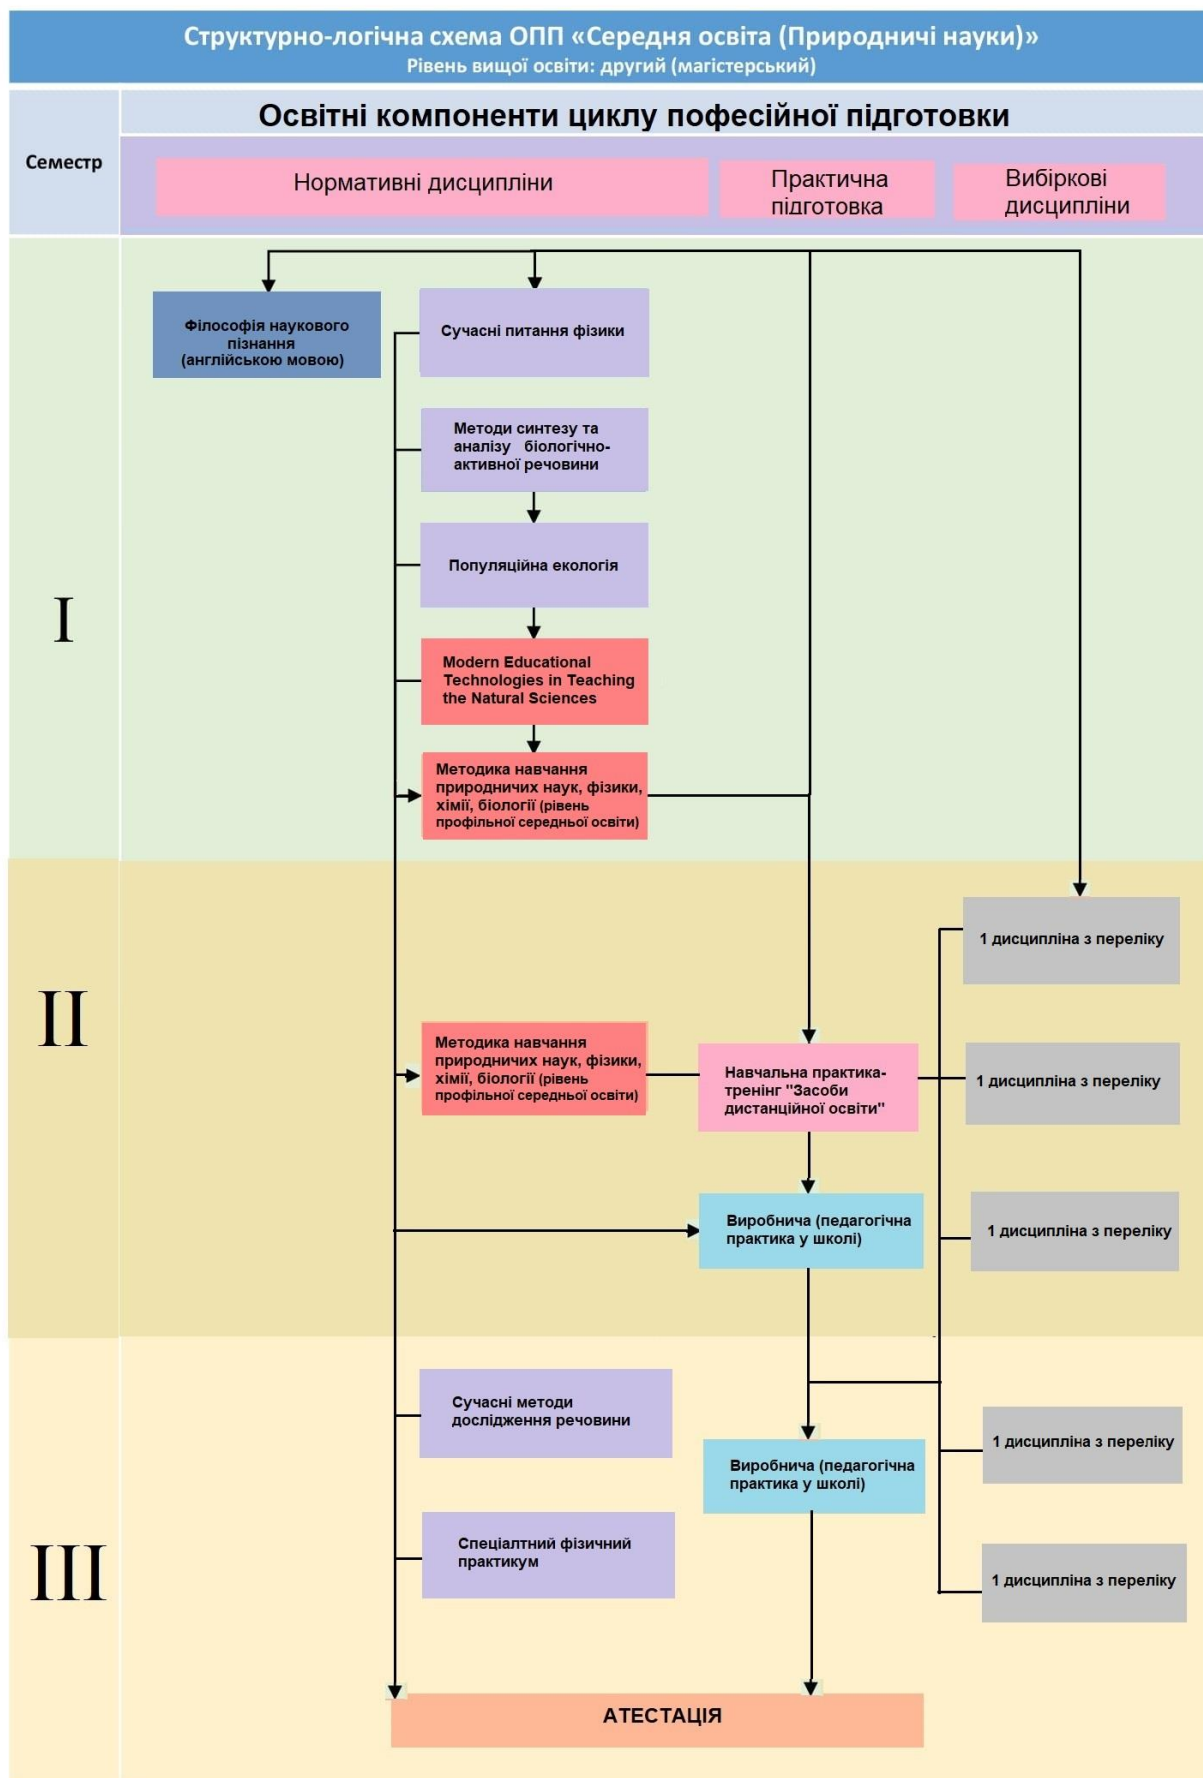 Структурно-логічна схема ОПП «Середня освіта (Природничі науки)»
Рівень вищої освіти: другий (магістерський)
Семестр
Освітні компоненти циклу пофесійної підготовки
Нормативні дисципліни
Практична
підготовка
Вибіркові
дисципліни
I
Філософія наукового
пізнання
(англійською мовою)
Сучасні питання фізики
Методи синтезу та
аналізу біологічно-
активної речовини
Популяційна екологія
Modern Educational
Technologies in Teaching
the Natural Sciences
Методика навчання
природничих наук, фізики,
хімії, біології (рівень
профільної середньої освіти)
II
1 дисципліна з переліку
Методика навчання
природничих наук, фізики,
хімії, біології (рівень
профільної середньої освіти)
Навчальна практика-
тренінг "Засоби
дистанційної освіти"
1 дисципліна з переліку
Виробнича (педагогічна
практика у школі)
1 дисципліна з переліку
III
Сучасні методи
дослідження речовини
Виробнича (педагогічна
практика у школі)
1 дисципліна з переліку
Спеціалтний фізичний
практикум
1 дисципліна з переліку
АТЕСТАЦІЯ